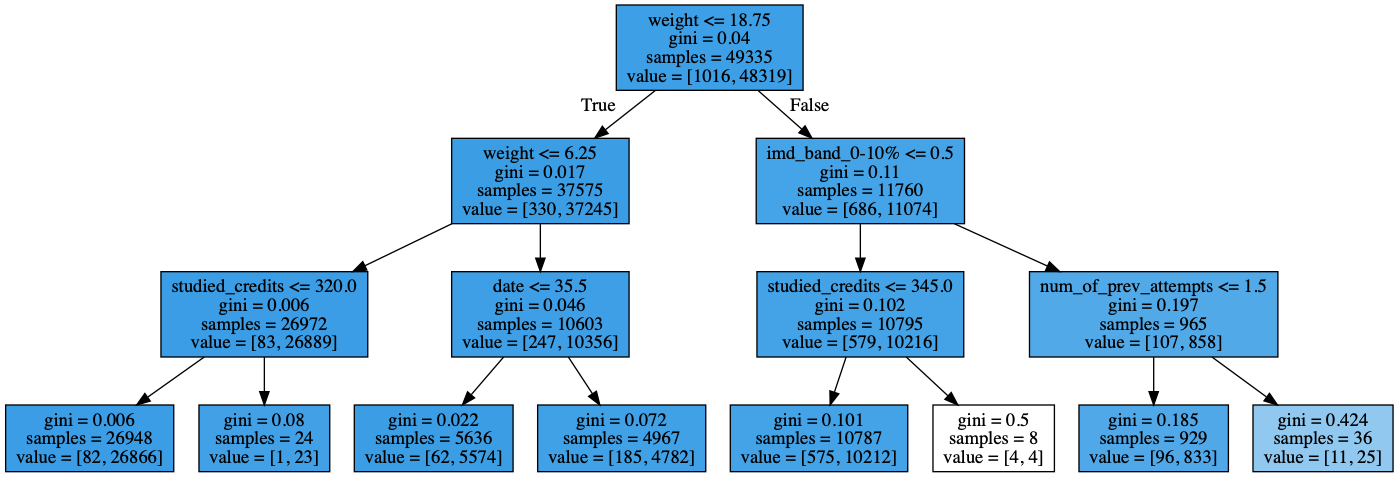 weight <= 18.75
gini = 0.04
samples = 49335
value = [1016, 48319]
True
False
weight <= 6.25
gini = 0.017
samples = 37575
value = [330, 37245]
imd_band_0-10% <= 0.5
gini = 0.11
samples = 11760
value = [686, 11074]
studied_credits <= 320.0
gini = 0.006
samples = 26972
value = [83, 26889]
date <= 35.5
gini = 0.046
samples = 10603
value = [247, 10356]
studied_credits <= 345.0
gini = 0.102
samples = 10795
value = [579, 10216]
num_of_prev_attempts <= 1.5
gini = 0.197
samples = 965
value = [107, 858]
gini = 0.006
samples = 26948
value = [82, 26866]
gini = 0.08
samples = 24
value = [1, 23]
gini = 0.022
samples = 5636
value = [62, 5574]
gini = 0.072
samples = 4967
value = [185, 4782]
gini = 0.101
samples = 10787
value = [575, 10212]
gini = 0.5
samples = 8
value = [4, 4]
gini = 0.185
samples = 929
value = [96, 833]
gini = 0.424
samples = 36
value = [11, 25]